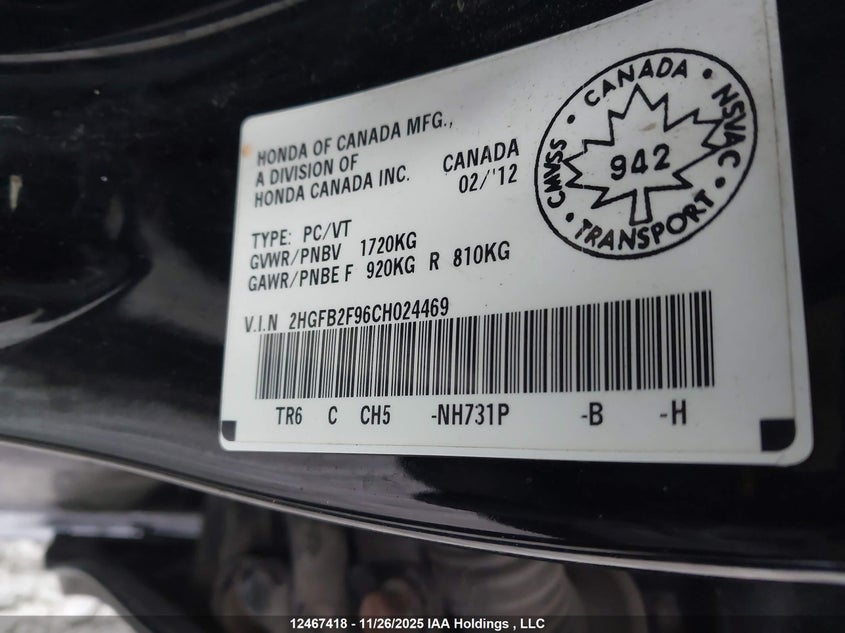 HONDA OF CANADA MFG.,
A DIVISION OF
HONDA CANADA INC.
CANADA
02/'12
CANADA
CMVSS • 942 • NSVAC
TRANSPORT
TYPE: PC/VT
GVWR/PNBV 1720KG
GAWR/PNBE F 920KG R 810KG
V.I.N 2HGFB2F96CH024469
TR6 C CH5 -NH731P -B -H
12467418 - 11/26/2025 IAA Holdings , LLC